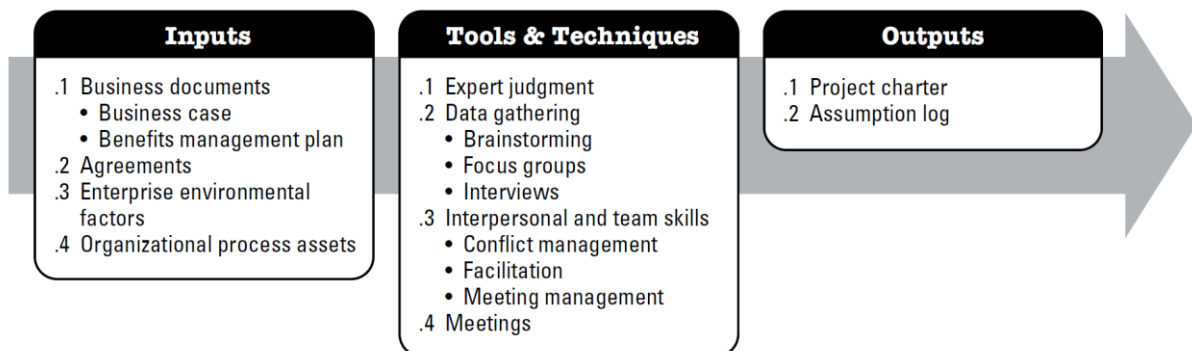 Inputs
.1 Business documents
• Business case
• Benefits management plan
.2 Agreements
.3 Enterprise environmental
factors
.4 Organizational process assets
Tools & Techniques
.1 Expert judgment
.2 Data gathering
• Brainstorming
• Focus groups
• Interviews
.3 Interpersonal and team skills
• Conflict management
• Facilitation
• Meeting management
.4 Meetings
Outputs
.1 Project charter
.2 Assumption log